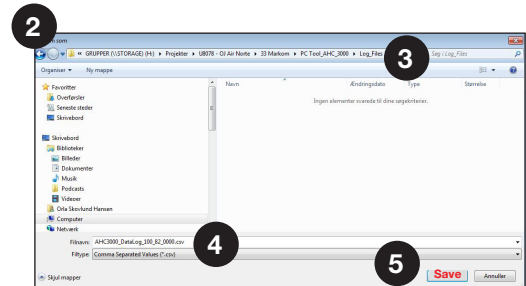 2
m som
« GRUPPER (\\STORAGE) (H:) ▸ Projekter ▸ U8078 - OJ Air Norte ▸ 33 Markom ▸ PC Tool_AHC_3000 ▸ Log_Files
3
Søg i Log_Files
Organiser ▾ Ny mappe
Navn Ændringsdato Type Størrelse
Ingen elementer svarede til dine søgekriterier.
Favoritter
Overførsler
Seneste steder
Skrivebord
Skrivebord
Biblioteker
Billeder
Dokumenter
Musik
Podcasts
Videoer
Orla Skovlund Hansen
Computer
Netværk
Filnavn: AHC3000_DataLog_100_82_0000.csv
4
Filtype: Comma Separated Values (*.csv)
5
Skjul mapper
Save Annuller